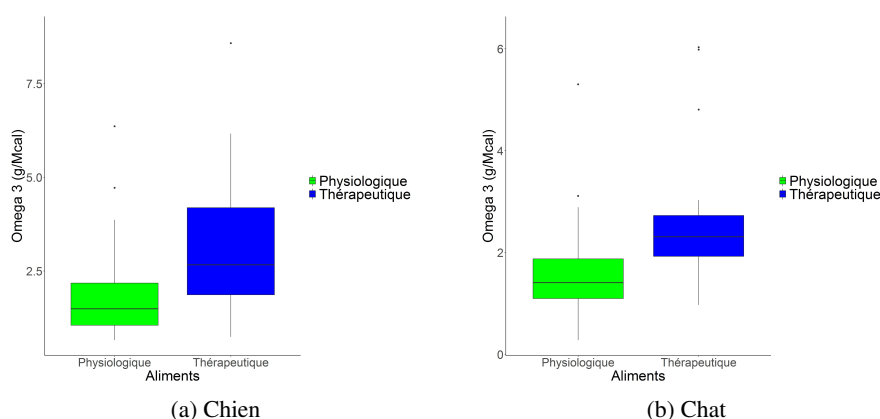 7.5
5.0
2.5
Omega 3 (g/Mcal)
Physiologique
Thérapeutique
Physiologique Thérapeutique
Aliments
(a) Chien
6
4
2
0
Omega 3 (g/Mcal)
Physiologique
Thérapeutique
Physiologique Thérapeutique
Aliments
(b) Chat